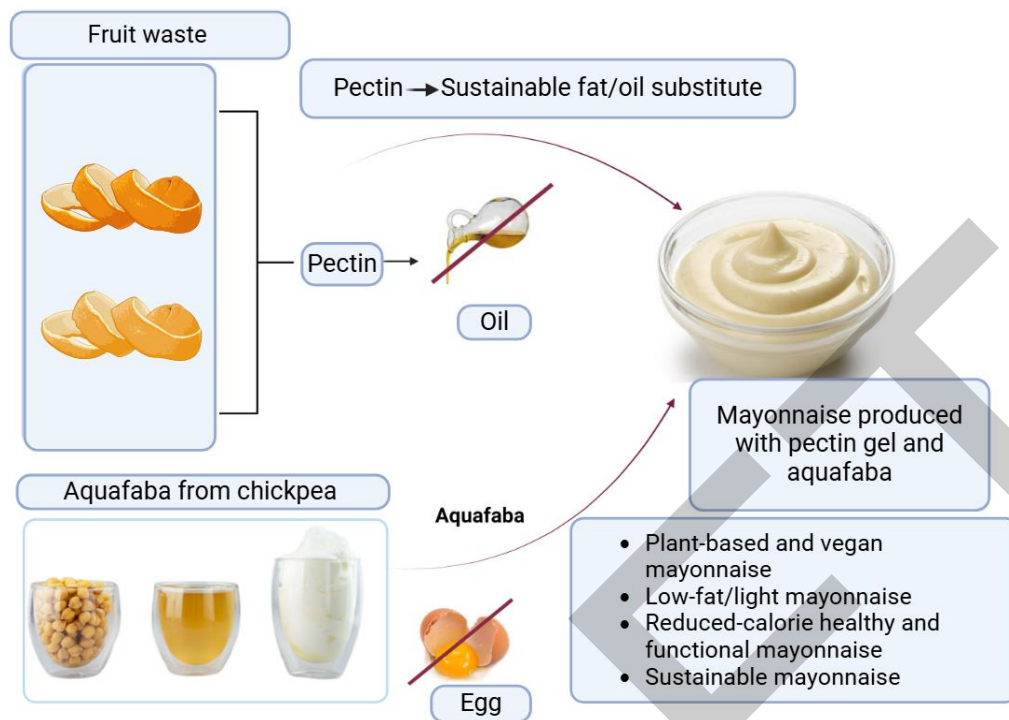 Fruit waste
Pectin → Sustainable fat/oil substitute
Pectin
Oil
Mayonnaise produced
with pectin gel and
aquafaba
Aquafaba from chickpea
Aquafaba
Egg
• Plant-based and vegan
mayonnaise
• Low-fat/light mayonnaise
• Reduced-calorie healthy and
functional mayonnaise
• Sustainable mayonnaise